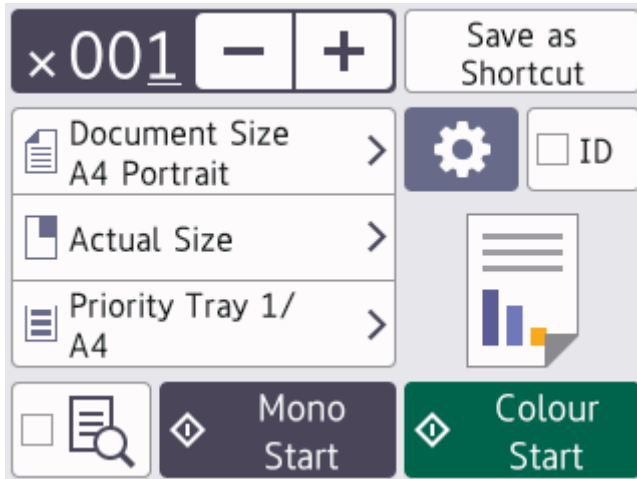 ×001 − +
Save as
Shortcut
Document Size
A4 Portrait
ID
Actual Size
Priority Tray 1/
A4
Mono
Start
Colour
Start